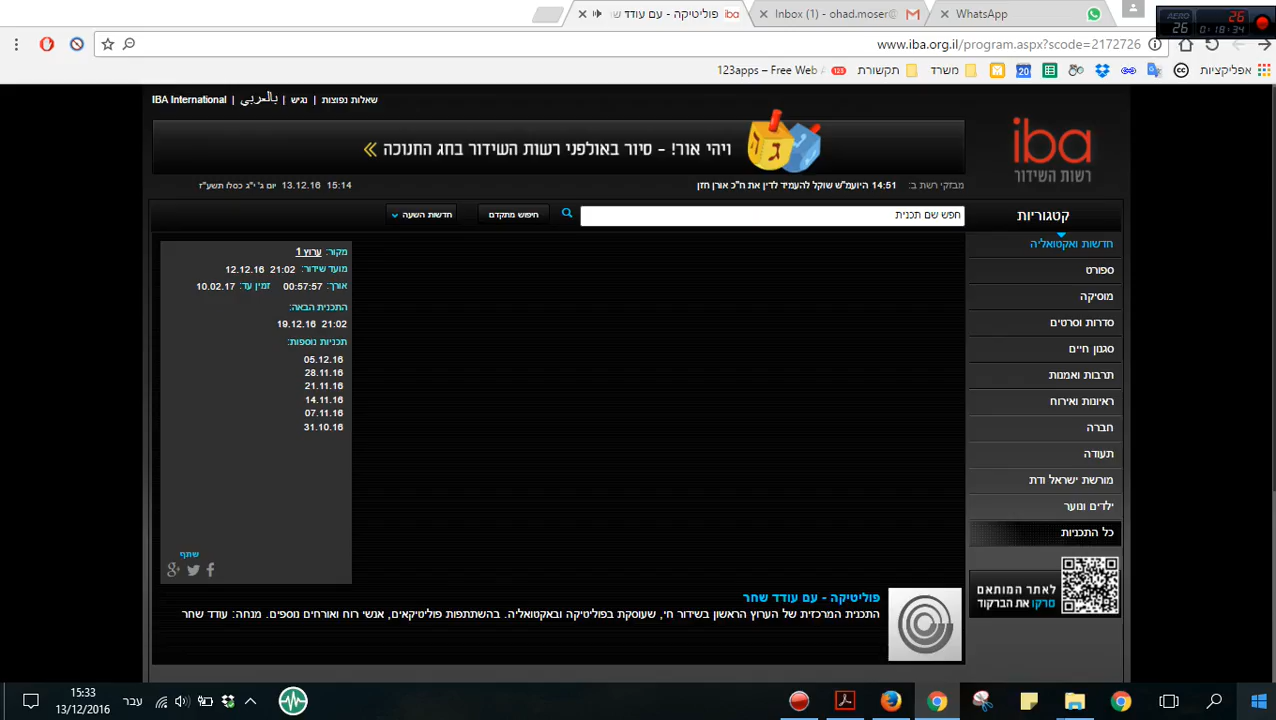 פוליטיקה - עם עודד ש
Inbox (1) - ohad.moser@
WhatsApp
AERO
26
26
0:18:34
www.iba.org.il/program.aspx?scode=2172726
אפליקציות
משרד
תקשורת
123apps – Free Web A
שאלות נפוצות | נגיש | بالعربي | IBA International
iba
רשות השידור
ויהי אור! - סיור באולפני רשות השידור בחג החנוכה
מבזקי רשת ב: 14:51 היועמ"ש שוקל להעמיד לדין את ח"כ אורן חזן
יום ג' י"ג כסלו תשע"ז 13.12.16 15:14
קטגוריות
חפש שם תכנית
חיפוש מתקדם
חדשות השעה
חדשות ואקטואליה
ספורט
מוסיקה
סדרות וסרטים
סגנון חיים
תרבות ואמנות
ראיונות ואירוח
חברה
תעודה
מורשת ישראל ודת
ילדים ונוער
כל התכניות
לאתר המותאם
סרקו את הברקוד
מקור: ערוץ 1
מועד שידור: 21:02 12.12.16
אורך: 00:57:57 זמין עד: 10.02.17
התכנית הבאה:
21:02 19.12.16
תכניות נוספות:
05.12.16
28.11.16
21.11.16
14.11.16
07.11.16
31.10.16
שתף
פוליטיקה - עם עודד שחר
התכנית המרכזית של הערוץ הראשון בשידור חי, שעוסקת בפוליטיקה ובאקטואליה. בהשתתפות פוליטיקאים, אנשי רוח ואורחים נוספים. מנחה: עודד שחר
15:33
13/12/2016
עבר